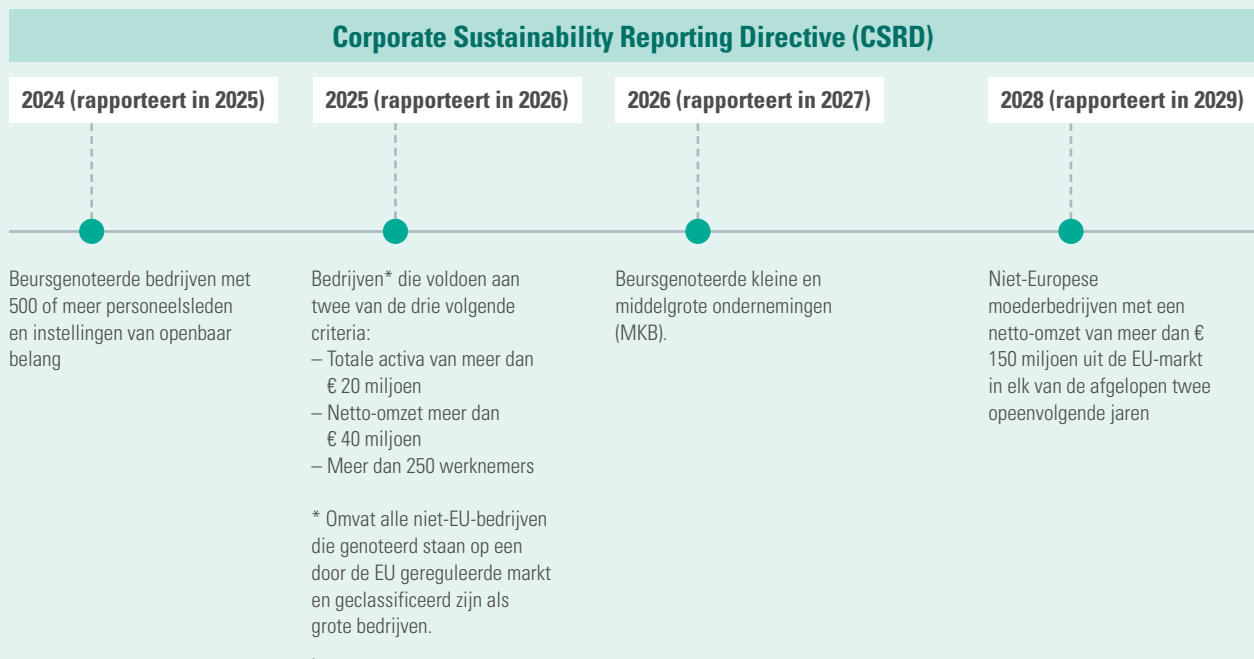 Corporate Sustainability Reporting Directive (CSRD)
2024 (rapporteert in 2025)
Beursgenoteerde bedrijven met
500 of meer personeelsleden
en instellingen van openbaar
belang
2025 (rapporteert in 2026)
Bedrijven* die voldoen aan
twee van de drie volgende
criteria:
– Totale activa van meer dan
€ 20 miljoen
– Netto-omzet meer dan
€ 40 miljoen
– Meer dan 250 werknemers
* Omvat alle niet-EU-bedrijven
die genoteerd staan op een
door de EU gereguleerde markt
en geclassificeerd zijn als
grote bedrijven.
2026 (rapporteert in 2027)
Beursgenoteerde kleine en
middelgrote ondernemingen
(MKB).
2028 (rapporteert in 2029)
Niet-Europese
moederbedrijven met een
netto-omzet van meer dan €
150 miljoen uit de EU-markt
in elk van de afgelopen twee
opeenvolgende jaren